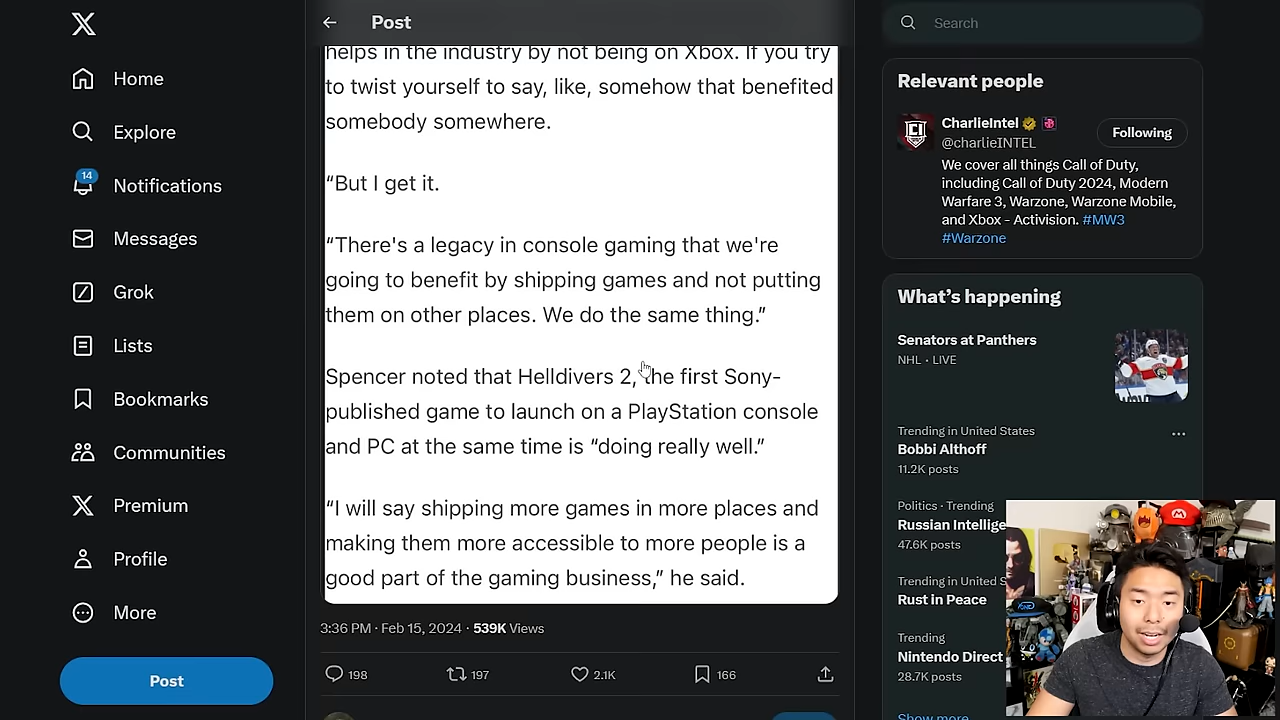 Home
Explore
14
Notifications
Messages
Grok
Lists
Bookmarks
Communities
Premium
Profile
More
Post
Post
helps in the industry by not being on Xbox. If you try
to twist yourself to say, like, somehow that benefited
somebody somewhere.
“But I get it.
“There's a legacy in console gaming that we're
going to benefit by shipping games and not putting
them on other places. We do the same thing.”
Spencer noted that Helldivers 2, the first Sony-
published game to launch on a PlayStation console
and PC at the same time is “doing really well.”
“I will say shipping more games in more places and
making them more accessible to more people is a
good part of the gaming business,” he said.
3:36 PM · Feb 15, 2024 · 539K Views
198 197 2.1K 166
Search
Relevant people
CharlieIntel
@charlieINTEL
Following
We cover all things Call of Duty,
including Call of Duty 2024, Modern
Warfare 3, Warzone, Warzone Mobile,
and Xbox - Activision. #MW3
#Warzone
What’s happening
Senators at Panthers
NHL · LIVE
Trending in United States
Bobbi Althoff
11.2K posts
Politics · Trending
Russian Intellige
47.6K posts
Trending in United S
Rust in Peace
Trending
Nintendo Direct
28.7K posts
Show more